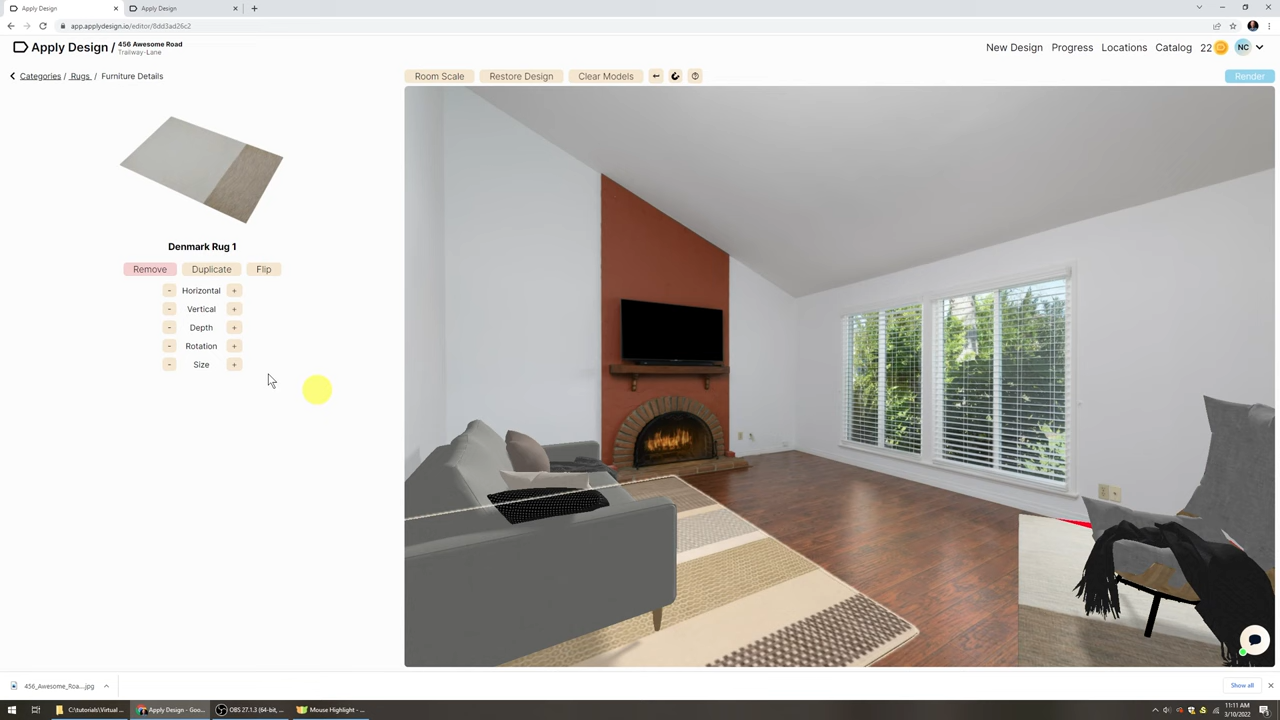 Apply Design
Apply Design
app.applydesign.io/editor/8dd3ad26c2
Apply Design / 456 Awesome Road
Trailway-Lane
New Design Progress Locations Catalog 22 NC
Categories / Rugs / Furniture Details
Room Scale Restore Design Clear Models Render
Denmark Rug 1
Remove Duplicate Flip
- Horizontal +
- Vertical +
- Depth +
- Rotation +
- Size +
456_Awesome_Roa....jpg
Show all
C:\tutorials\Virtual ...
Apply Design - Goo...
OBS 27.1.3 (64-bit, ...
Mouse Highlight - ...
11:11 AM
3/10/2022